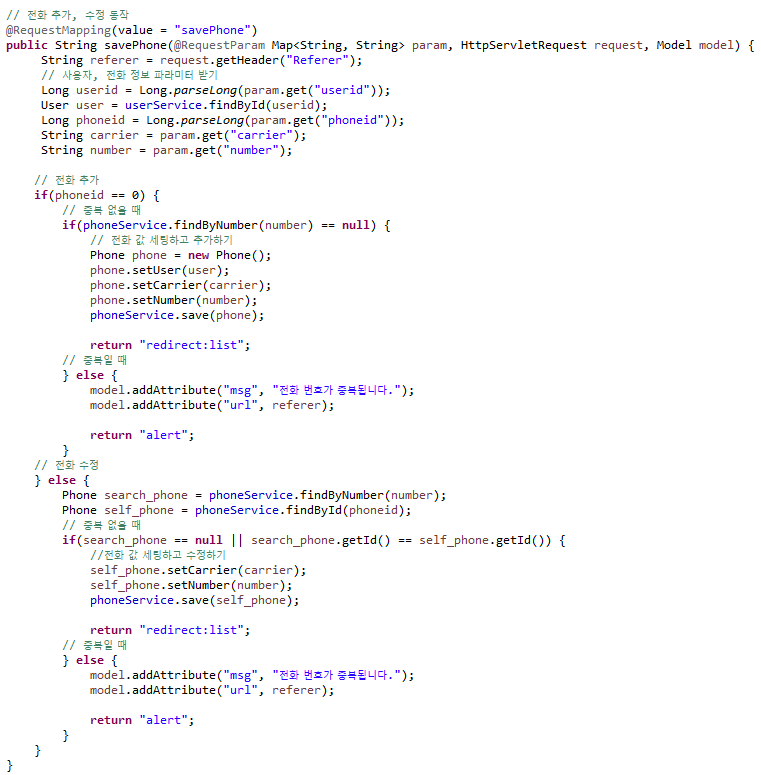 // 전화 추가, 수정 동작
@RequestMapping(value = "savePhone")
public String savePhone(@RequestParam Map<String, String> param, HttpServletRequest request, Model model) {
String referer = request.getHeader("Referer");
// 사용자, 전화 정보 파라미터 받기
Long userid = Long.parseLong(param.get("userid"));
User user = userService.findById(userid);
Long phoneid = Long.parseLong(param.get("phoneid"));
String carrier = param.get("carrier");
String number = param.get("number");
// 전화 추가
if(phoneid == 0) {
// 중복 없을 때
if(phoneService.findByNumber(number) == null) {
// 전화 값 세팅하고 추가하기
Phone phone = new Phone();
phone.setUser(user);
phone.setCarrier(carrier);
phone.setNumber(number);
phoneService.save(phone);
return "redirect:list";
// 중복일 때
} else {
model.addAttribute("msg", "전화 번호가 중복됩니다.");
model.addAttribute("url", referer);
return "alert";
}
// 전화 수정
} else {
Phone search_phone = phoneService.findByNumber(number);
Phone self_phone = phoneService.findById(phoneid);
// 중복 없을 때
if(search_phone == null || search_phone.getId() == self_phone.getId()) {
//전화 값 세팅하고 수정하기
self_phone.setCarrier(carrier);
self_phone.setNumber(number);
phoneService.save(self_phone);
return "redirect:list";
// 중복일 때
} else {
model.addAttribute("msg", "전화 번호가 중복됩니다.");
model.addAttribute("url", referer);
return "alert";
}
}
}